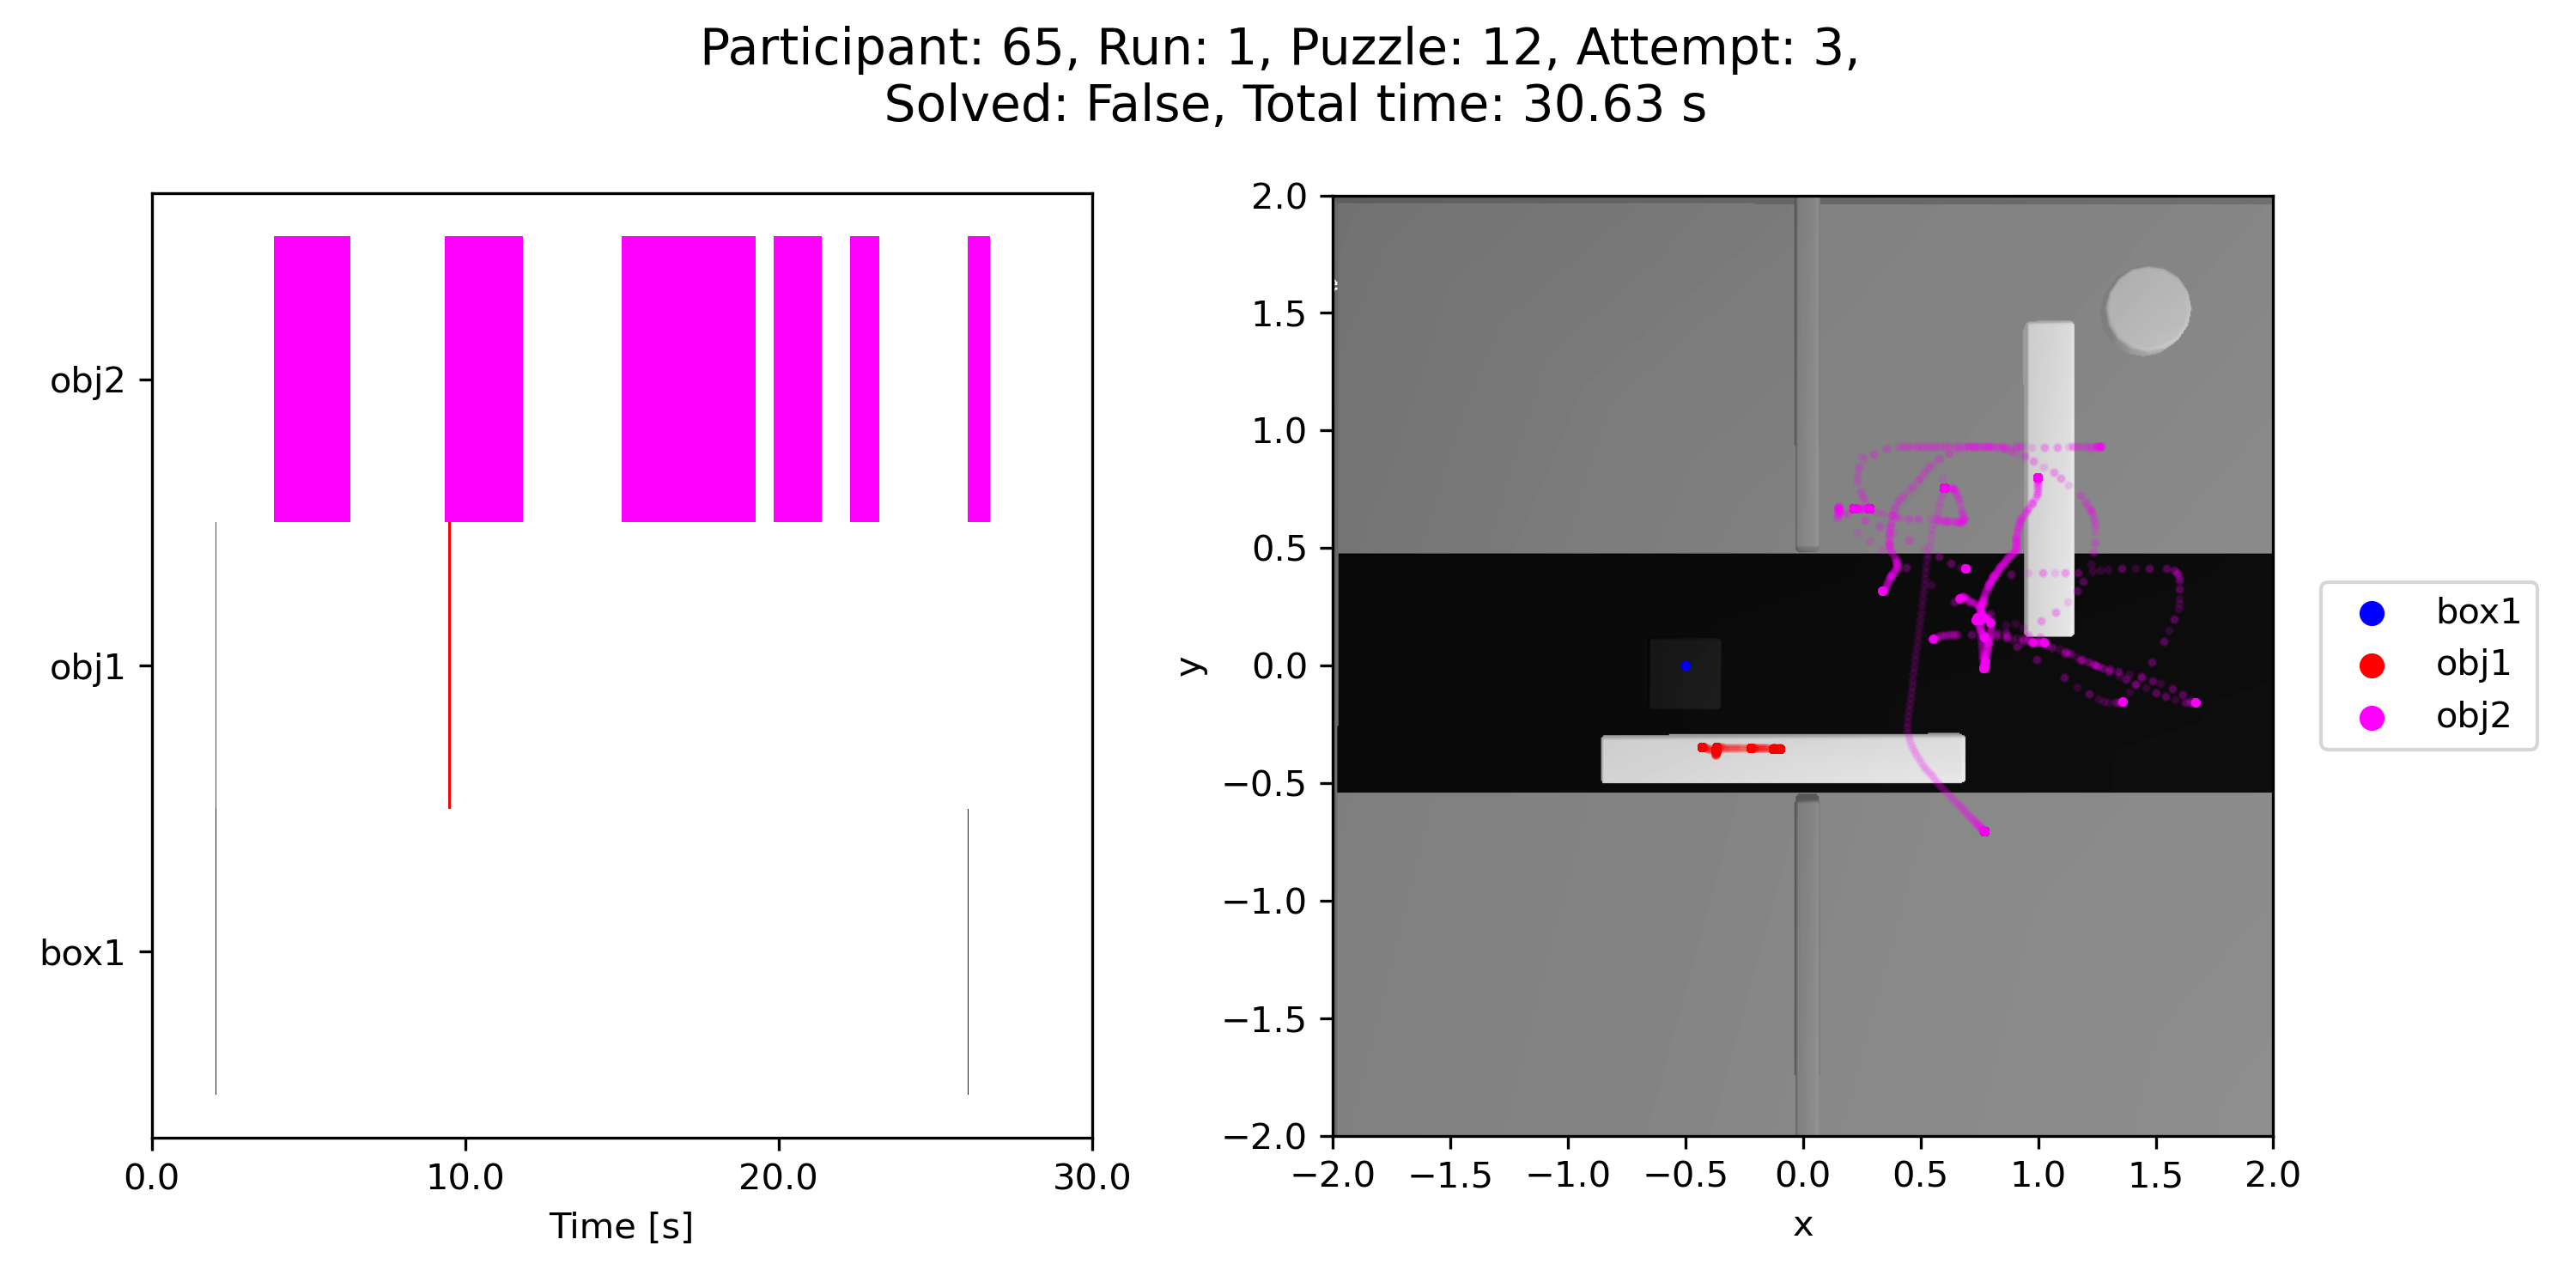 Participant: 65, Run: 1, Puzzle: 12, Attempt: 3,
Solved: False, Total time: 30.63 s
obj2
obj1
box1
0.0 10.0 20.0 30.0
Time [s]
2.0
1.5
1.0
0.5
0.0
−0.5
−1.0
−1.5
−2.0
y
−2.0 −1.5 −1.0 −0.5 0.0 0.5 1.0 1.5 2.0
x
box1
obj1
obj2